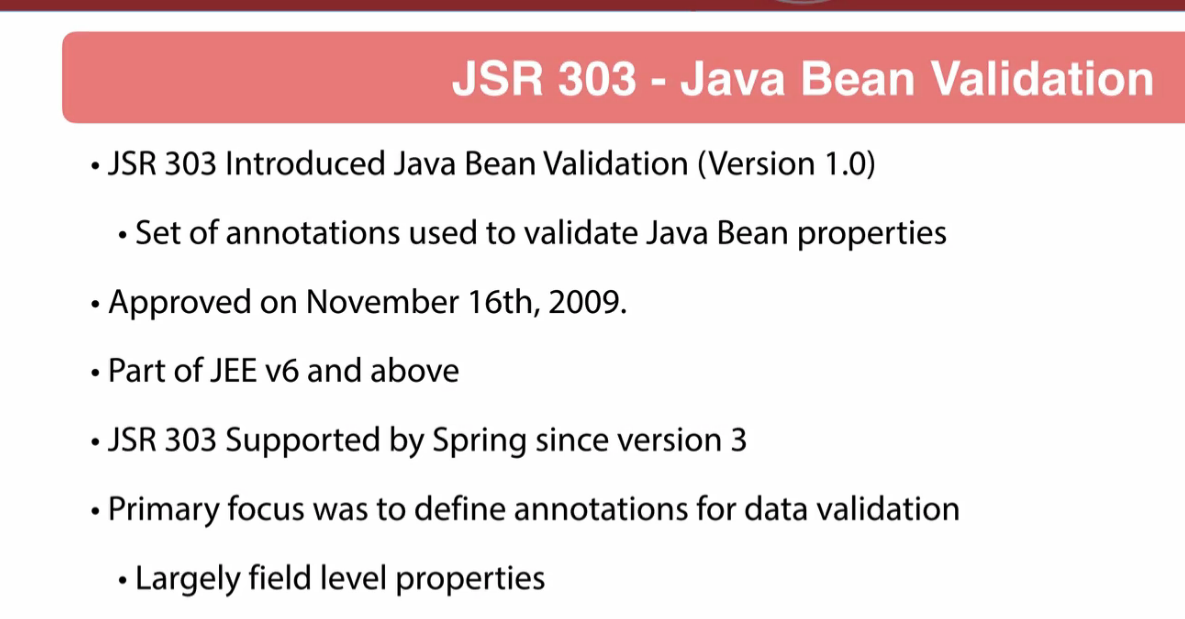 JSR 303 - Java Bean Validation
• JSR 303 Introduced Java Bean Validation (Version 1.0)
• Set of annotations used to validate Java Bean properties
• Approved on November 16th, 2009.
• Part of JEE v6 and above
• JSR 303 Supported by Spring since version 3
• Primary focus was to define annotations for data validation
• Largely field level properties